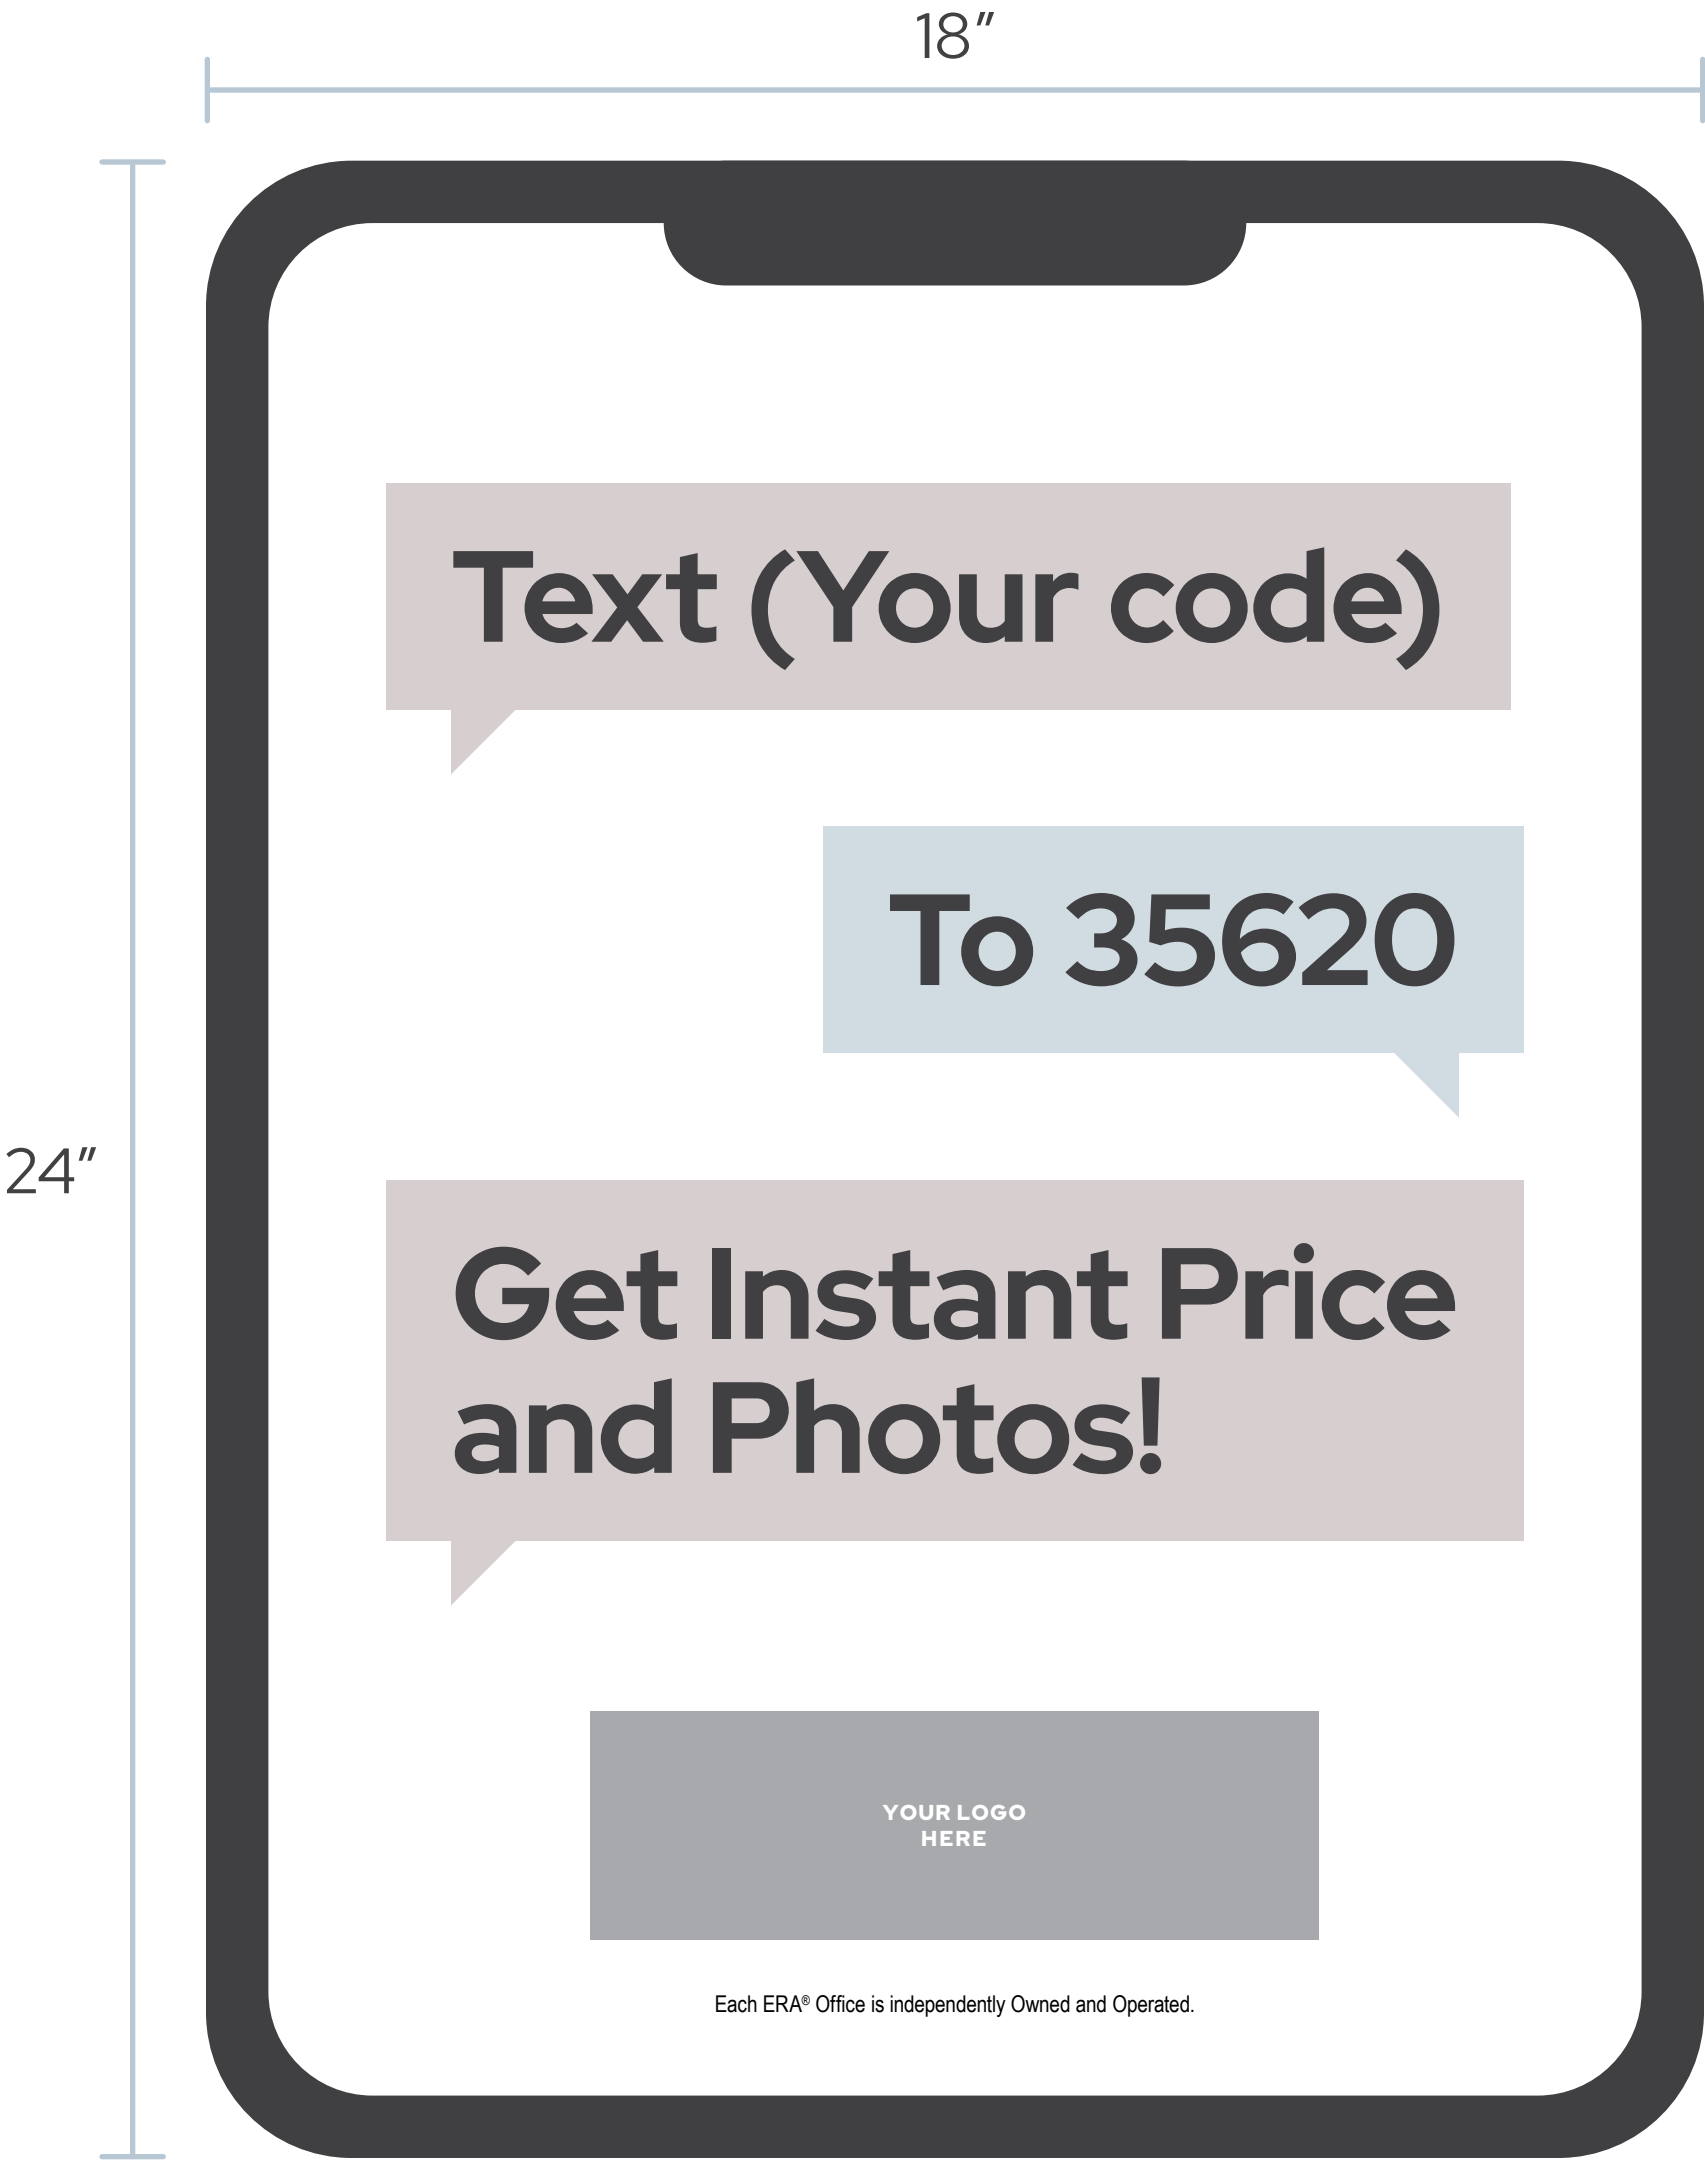 18”
Text (Your code)
To 35620
24”
Get Instant Price
and Photos!
YOUR LOGO
HERE
Each ERA® Office is independently Owned and Operated.